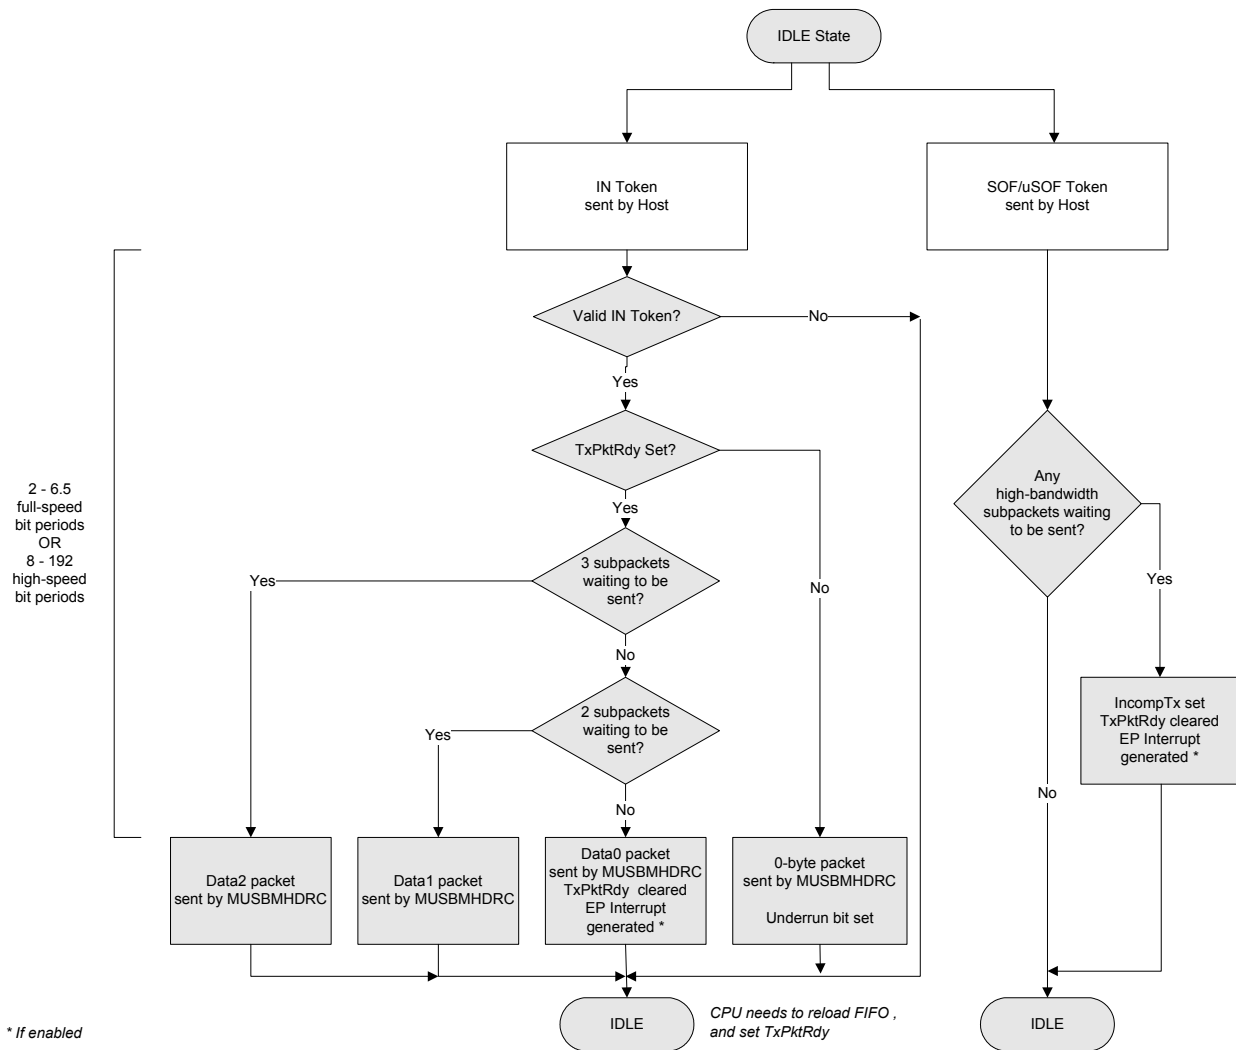 IDLE State
IN Token
sent by Host
SOF/uSOF Token
sent by Host
Valid IN Token?
No
Yes
TxPktRdy Set?
Yes
No
2 - 6.5
full-speed
bit periods
OR
8 - 192
high-speed
bit periods
Any
high-bandwidth
subpackets waiting
to be sent?
Yes
No
3 subpackets
waiting to be
sent?
Yes
No
2 subpackets
waiting to be
sent?
Yes
No
IncompTx set
TxPktRdy cleared
EP Interrupt
generated *
Data2 packet
sent by MUSBMHDRC
Data1 packet
sent by MUSBMHDRC
Data0 packet
sent by MUSBMHDRC
TxPktRdy cleared
EP Interrupt
generated *
0-byte packet
sent by MUSBMHDRC
Underrun bit set
IDLE
CPU needs to reload FIFO ,
and set TxPktRdy
IDLE
* If enabled